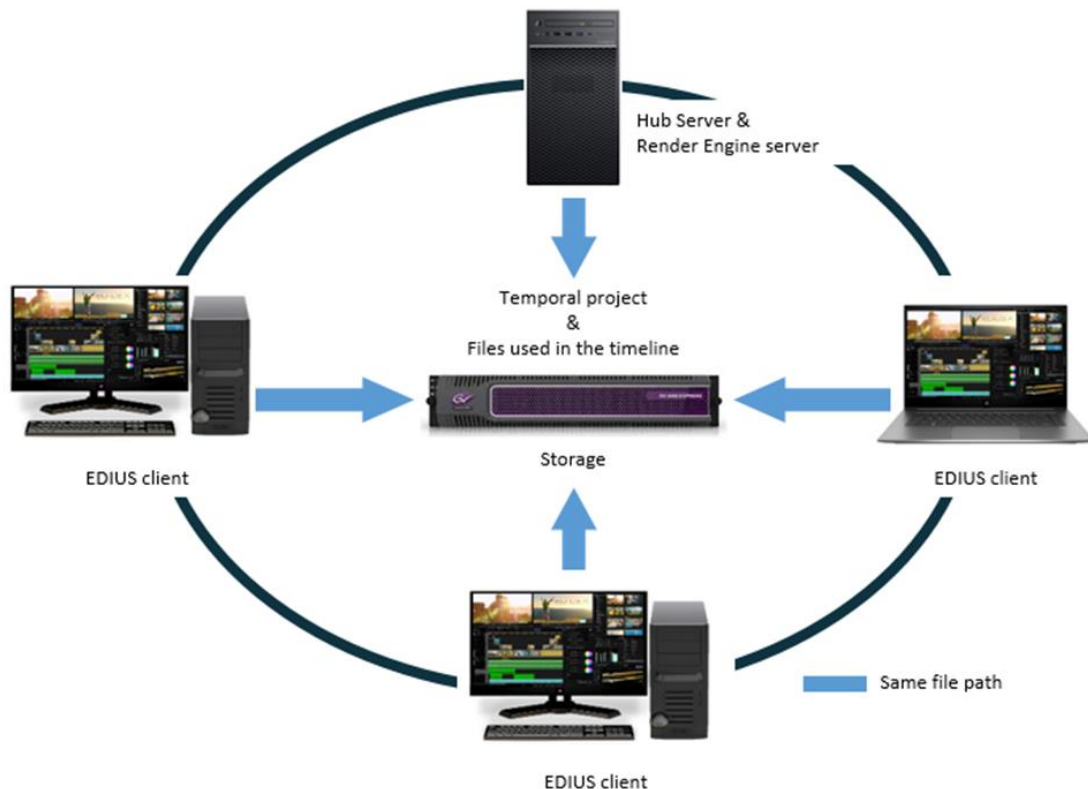 Hub Server &
Render Engine server
Temporal project
&
Files used in the timeline
Storage
EDIUS client
EDIUS client
EDIUS client
Same file path